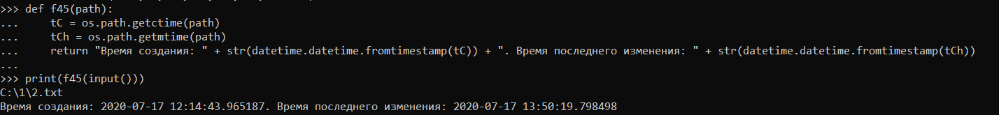 >>> def f45(path):
...     tC = os.path.getctime(path)
...     tCh = os.path.getmtime(path)
...     return "Время создания: " + str(datetime.datetime.fromtimestamp(tC)) + ". Время последнего изменения: " + str(datetime.datetime.fromtimestamp(tCh))
...
>>> print(f45(input()))
C:\1\2.txt
Время создания: 2020-07-17 12:14:43.965187. Время последнего изменения: 2020-07-17 13:50:19.798498